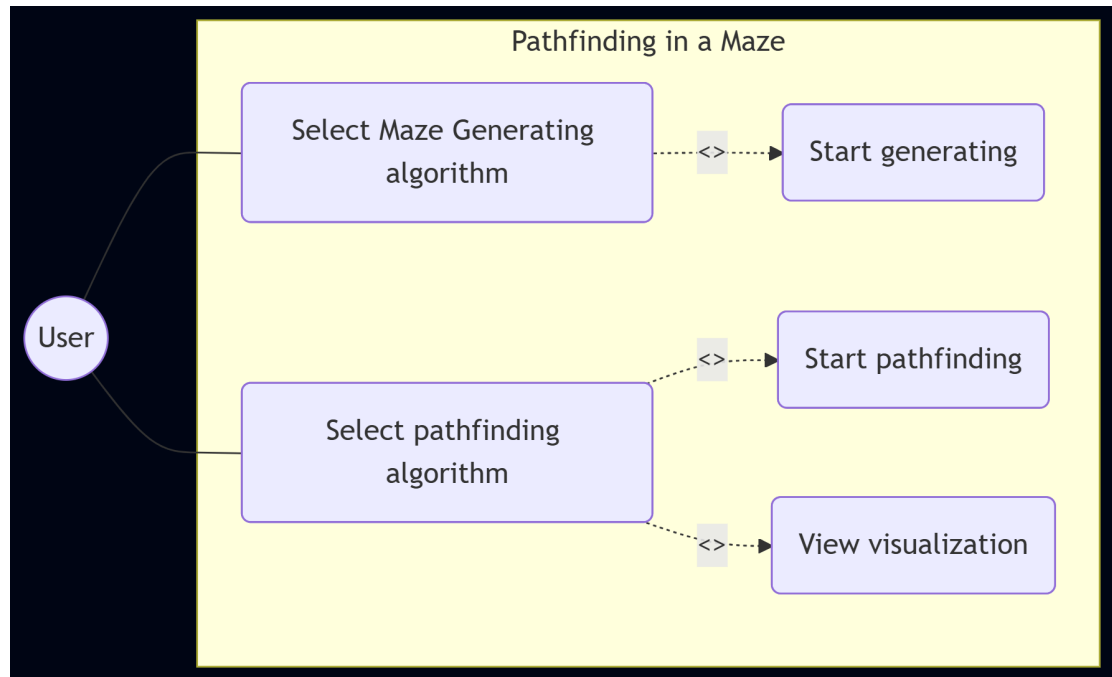 Pathfinding in a Maze
Select Maze Generating
algorithm
<>
Start generating
User
<>
Start pathfinding
Select pathfinding
algorithm
<>
View visualization